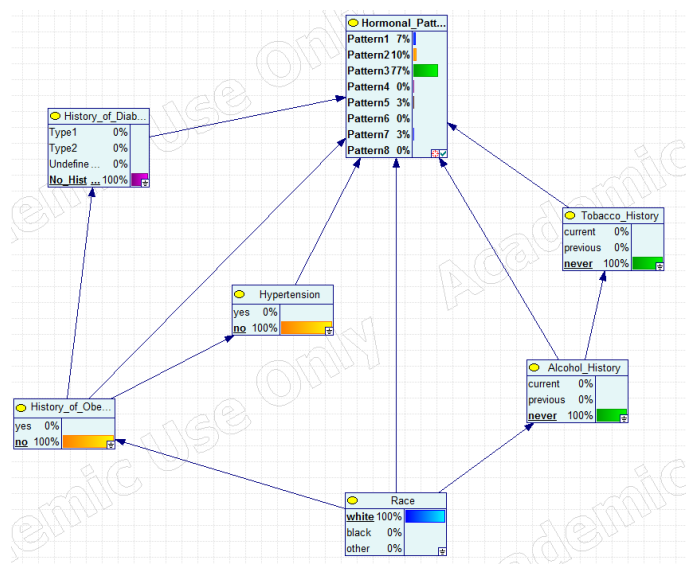 Hormonal_Patt...
Pattern1 7%
Pattern2 10%
Pattern3 77%
Pattern4 0%
Pattern5 3%
Pattern6 0%
Pattern7 3%
Pattern8 0%
History_of_Diab...
Type1 0%
Type2 0%
Undefine ... 0%
No_Hist ... 100%
Tobacco_History
current 0%
previous 0%
never 100%
Hypertension
yes 0%
no 100%
Alcohol_History
current 0%
previous 0%
never 100%
History_of_Obe...
yes 0%
no 100%
Race
white 100%
black 0%
other 0%
Academic Use Only
Academic
Academic Use Only
Academic